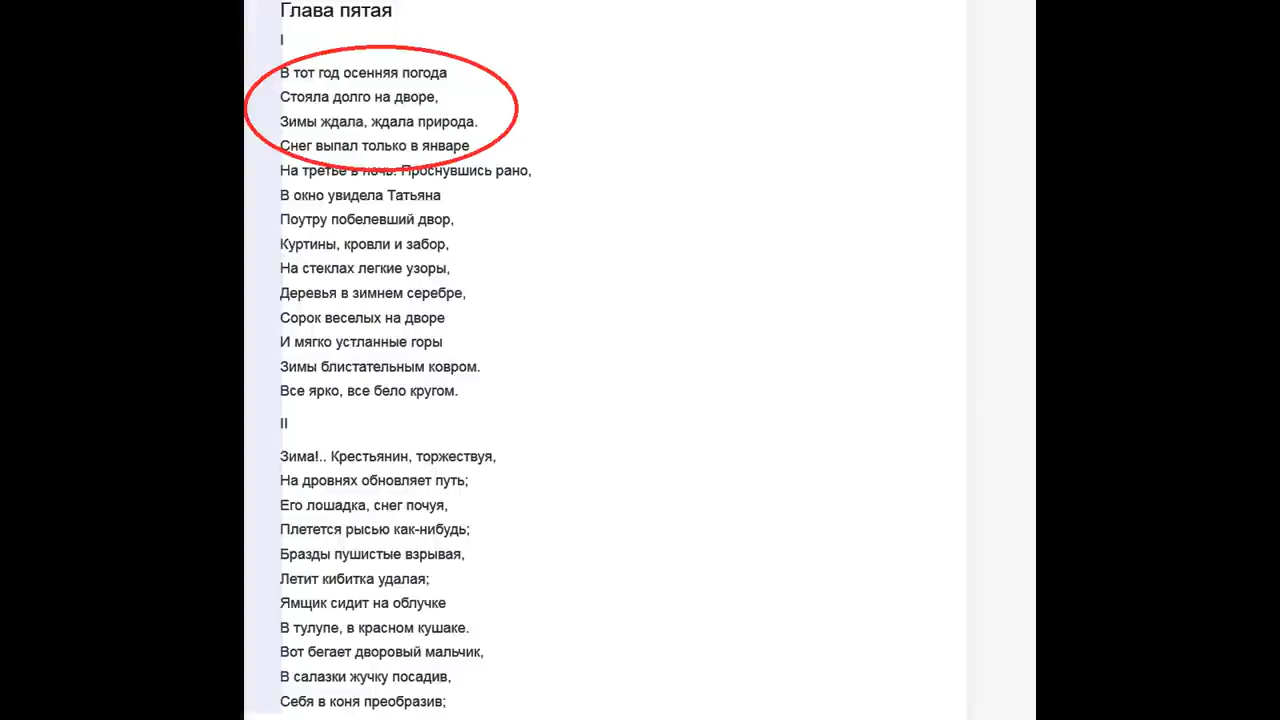 Глава пятая
I
В тот год осенняя погода
Стояла долго на дворе,
Зимы ждала, ждала природа.
Снег выпал только в январе
На третье в ночь. Проснувшись рано,
В окно увидела Татьяна
Поутру побелевший двор,
Куртины, кровли и забор,
На стеклах легкие узоры,
Деревья в зимнем серебре,
Сорок веселых на дворе
И мягко устланные горы
Зимы блистательным ковром.
Все ярко, все бело кругом.
II
Зима!.. Крестьянин, торжествуя,
На дровнях обновляет путь;
Его лошадка, снег почуя,
Плетется рысью как-нибудь;
Бразды пушистые взрывая,
Летит кибитка удалая;
Ямщик сидит на облучке
В тулупе, в красном кушаке.
Вот бегает дворовый мальчик,
В салазки жучку посадив,
Себя в коня преобразив;